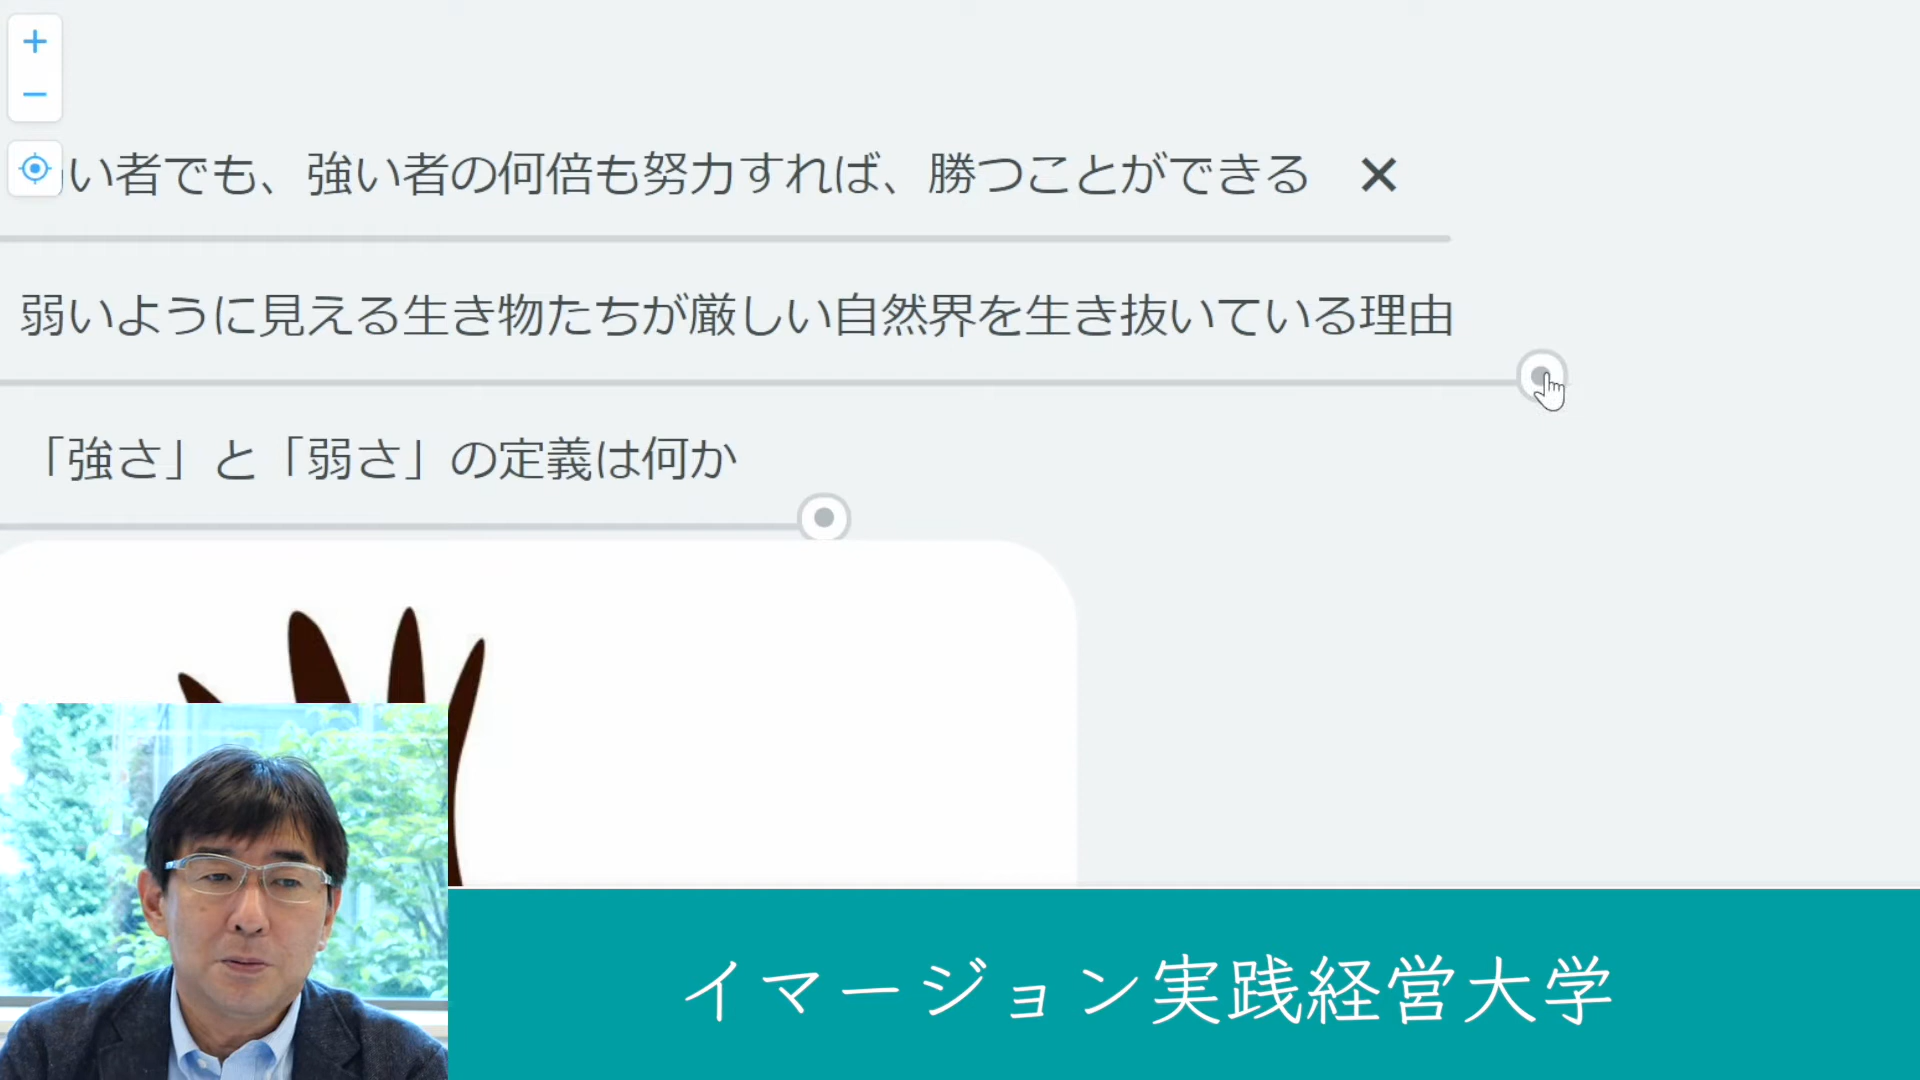 い者でも、強い者の何倍も努力すれば、勝つことができる ×
弱いように見える生き物たちが厳しい自然界を生き抜いている理由
「強さ」と「弱さ」の定義は何か
イマージョン実践経営大学